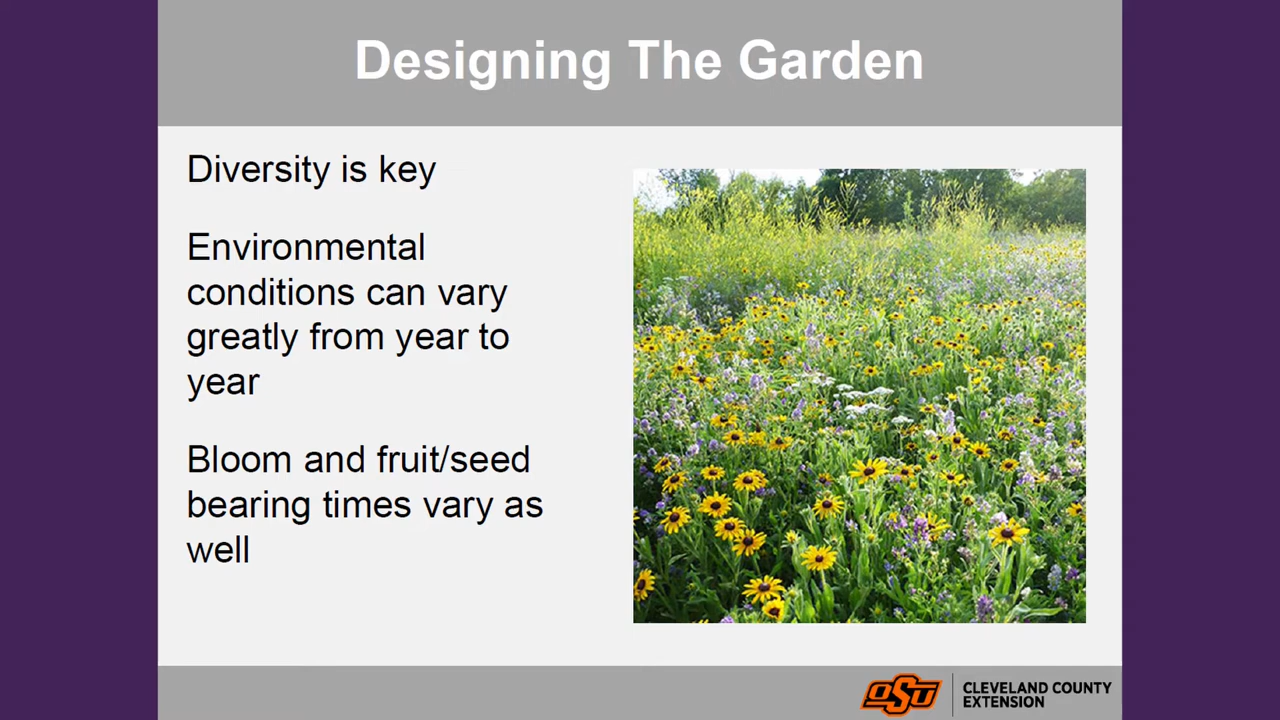 Designing The Garden
Diversity is key
Environmental
conditions can vary
greatly from year to
year
Bloom and fruit/seed
bearing times vary as
well
OSU
CLEVELAND COUNTY
EXTENSION